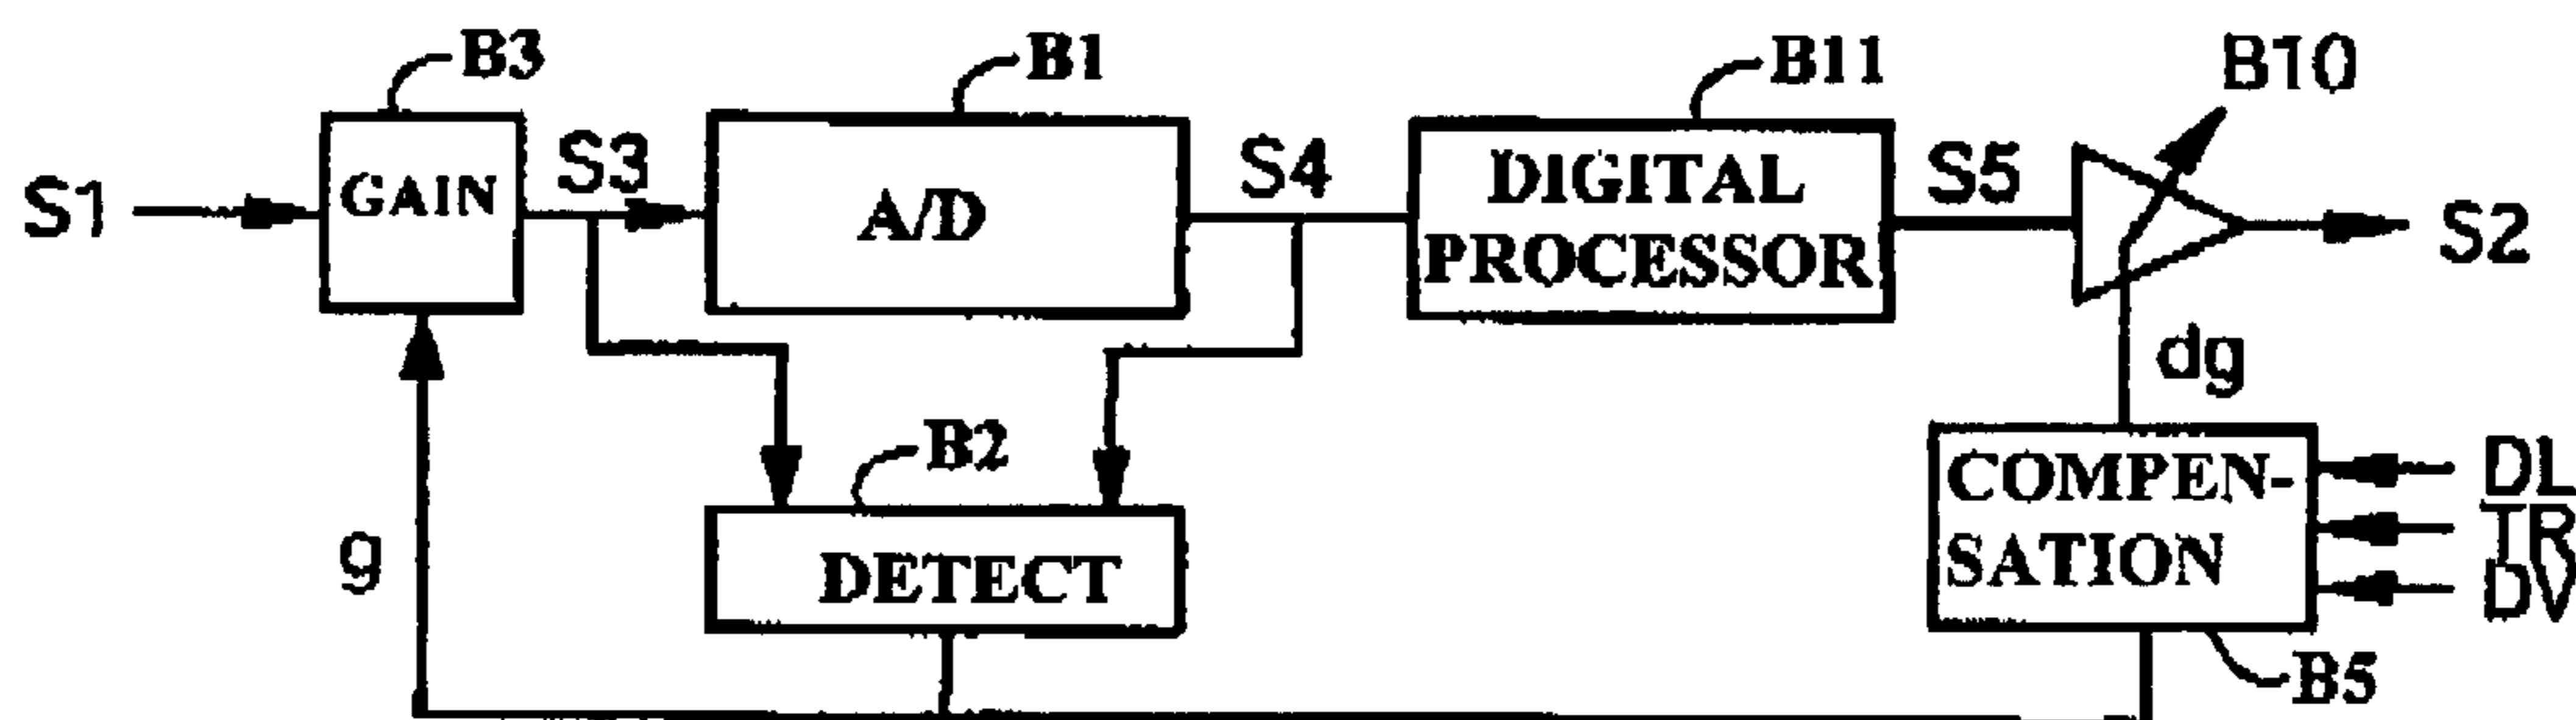 B3
B1
B11
B10
S1
GAIN
S3
A/D
S4
DIGITAL
PROCESSOR
S5
S2
dg
g
B2
DETECT
COMPEN-
SATION
DL
TR
DV
B5